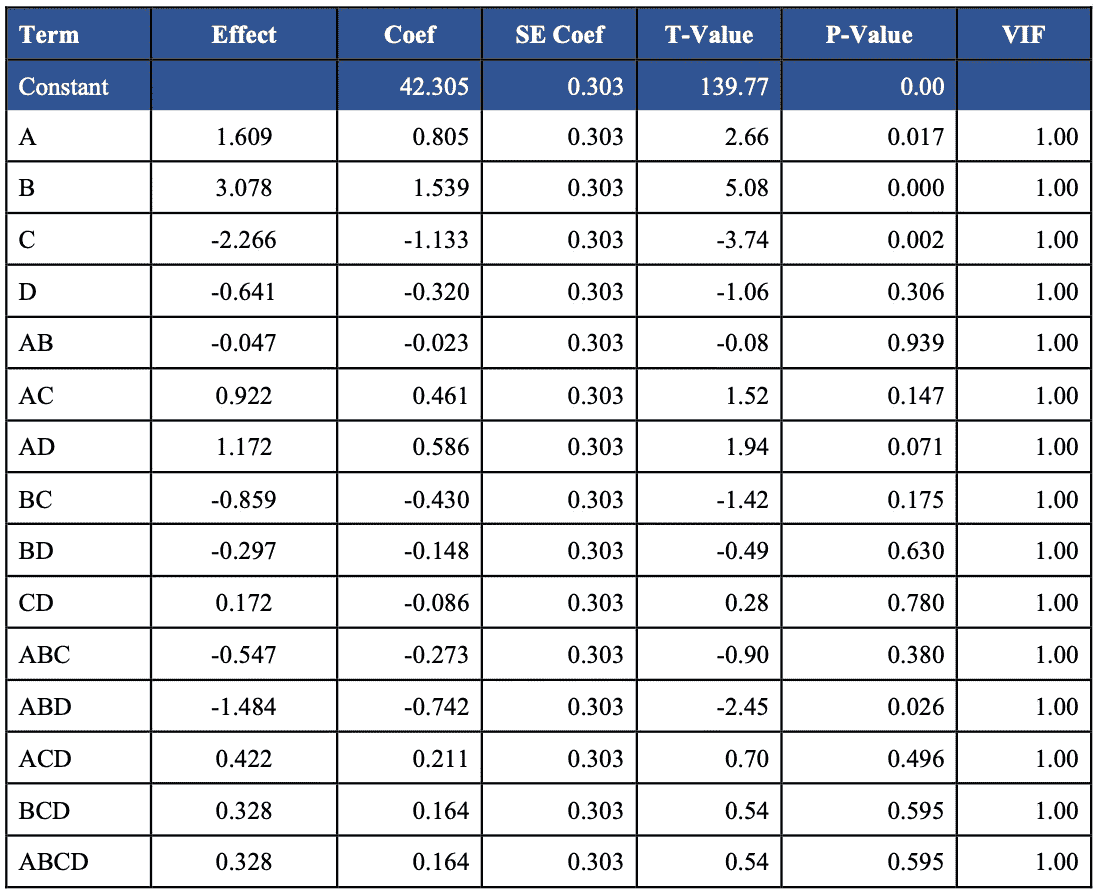 Term Effect Coef SE Coef T-Value P-Value VIF
Constant 42.305 0.303 139.77 0.00
A 1.609 0.805 0.303 2.66 0.017 1.00
B 3.078 1.539 0.303 5.08 0.000 1.00
C -2.266 -1.133 0.303 -3.74 0.002 1.00
D -0.641 -0.320 0.303 -1.06 0.306 1.00
AB -0.047 -0.023 0.303 -0.08 0.939 1.00
AC 0.922 0.461 0.303 1.52 0.147 1.00
AD 1.172 0.586 0.303 1.94 0.071 1.00
BC -0.859 -0.430 0.303 -1.42 0.175 1.00
BD -0.297 -0.148 0.303 -0.49 0.630 1.00
CD 0.172 -0.086 0.303 0.28 0.780 1.00
ABC -0.547 -0.273 0.303 -0.90 0.380 1.00
ABD -1.484 -0.742 0.303 -2.45 0.026 1.00
ACD 0.422 0.211 0.303 0.70 0.496 1.00
BCD 0.328 0.164 0.303 0.54 0.595 1.00
ABCD 0.328 0.164 0.303 0.54 0.595 1.00